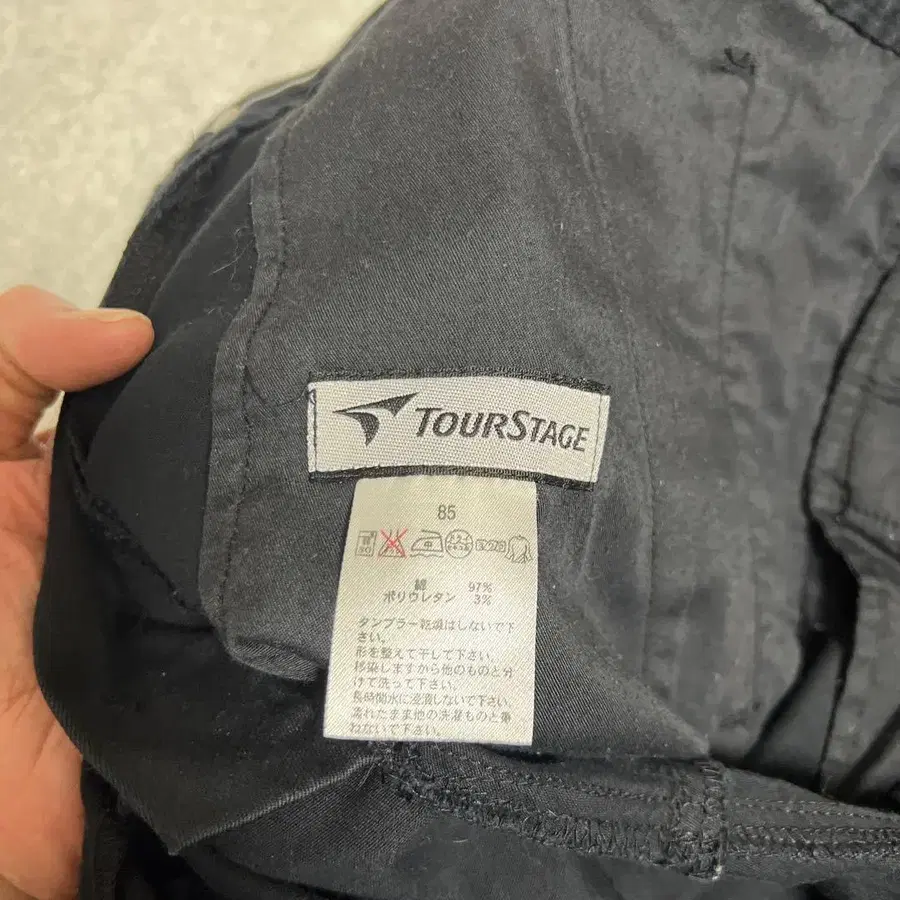 TOURSTAGE
85
中
綿 97%
ポリウレタン 3%
タンブラー乾燥はしないで下
さい。
形を整えて干して下さい。
移染しますから他のものと分
けて洗って下さい。
長時間水に浸漬しないで下さい。
濡れたまま他の洗濯ものと重
ねないで下さい。